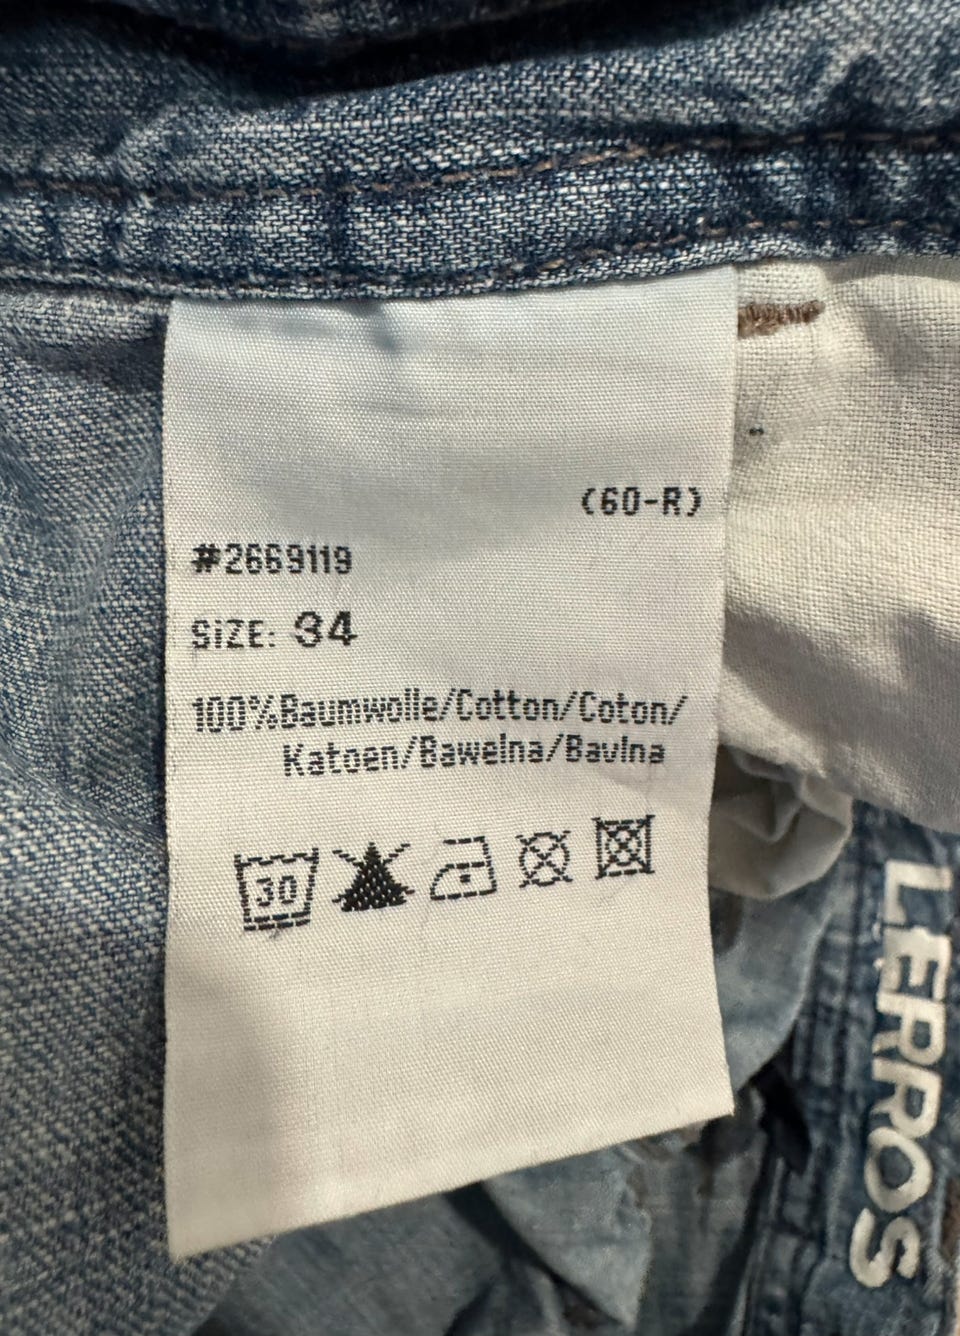 (60-R)
#2669119
SIZE: 34
100%Baumwolle/Cotton/Coton/
Katoen/Bawelna/Bavlna
30
LERROS